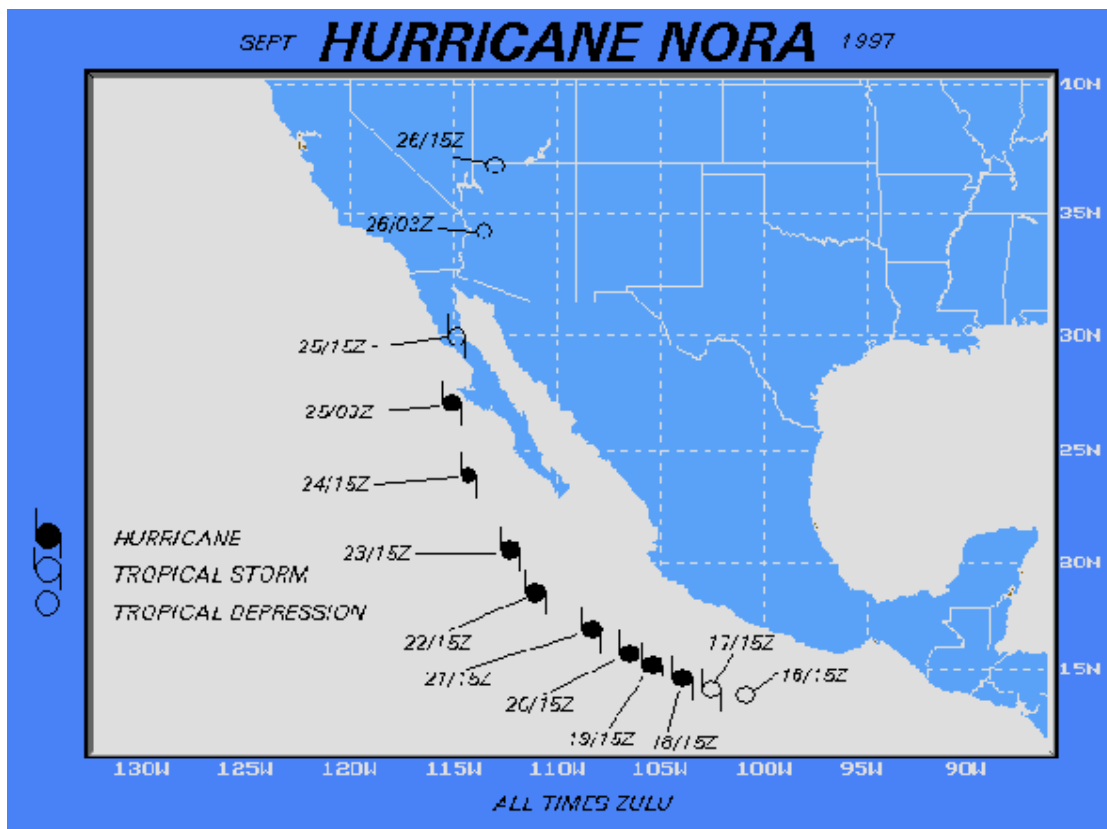 SEPT HURRICANE NORA 1997
40N
26/15Z
35N
26/03Z
30N
25/15Z
25/03Z
25N
24/15Z
HURRICANE
23/15Z
20N
TROPICAL STORM
TROPICAL DEPRESSION
22/15Z
17/15Z
21/15Z
16/15Z
15N
20/15Z
19/15Z
18/15Z
130W 125W 120W 115W 110W 105W 100W 95W 90W
ALL TIMES ZULU